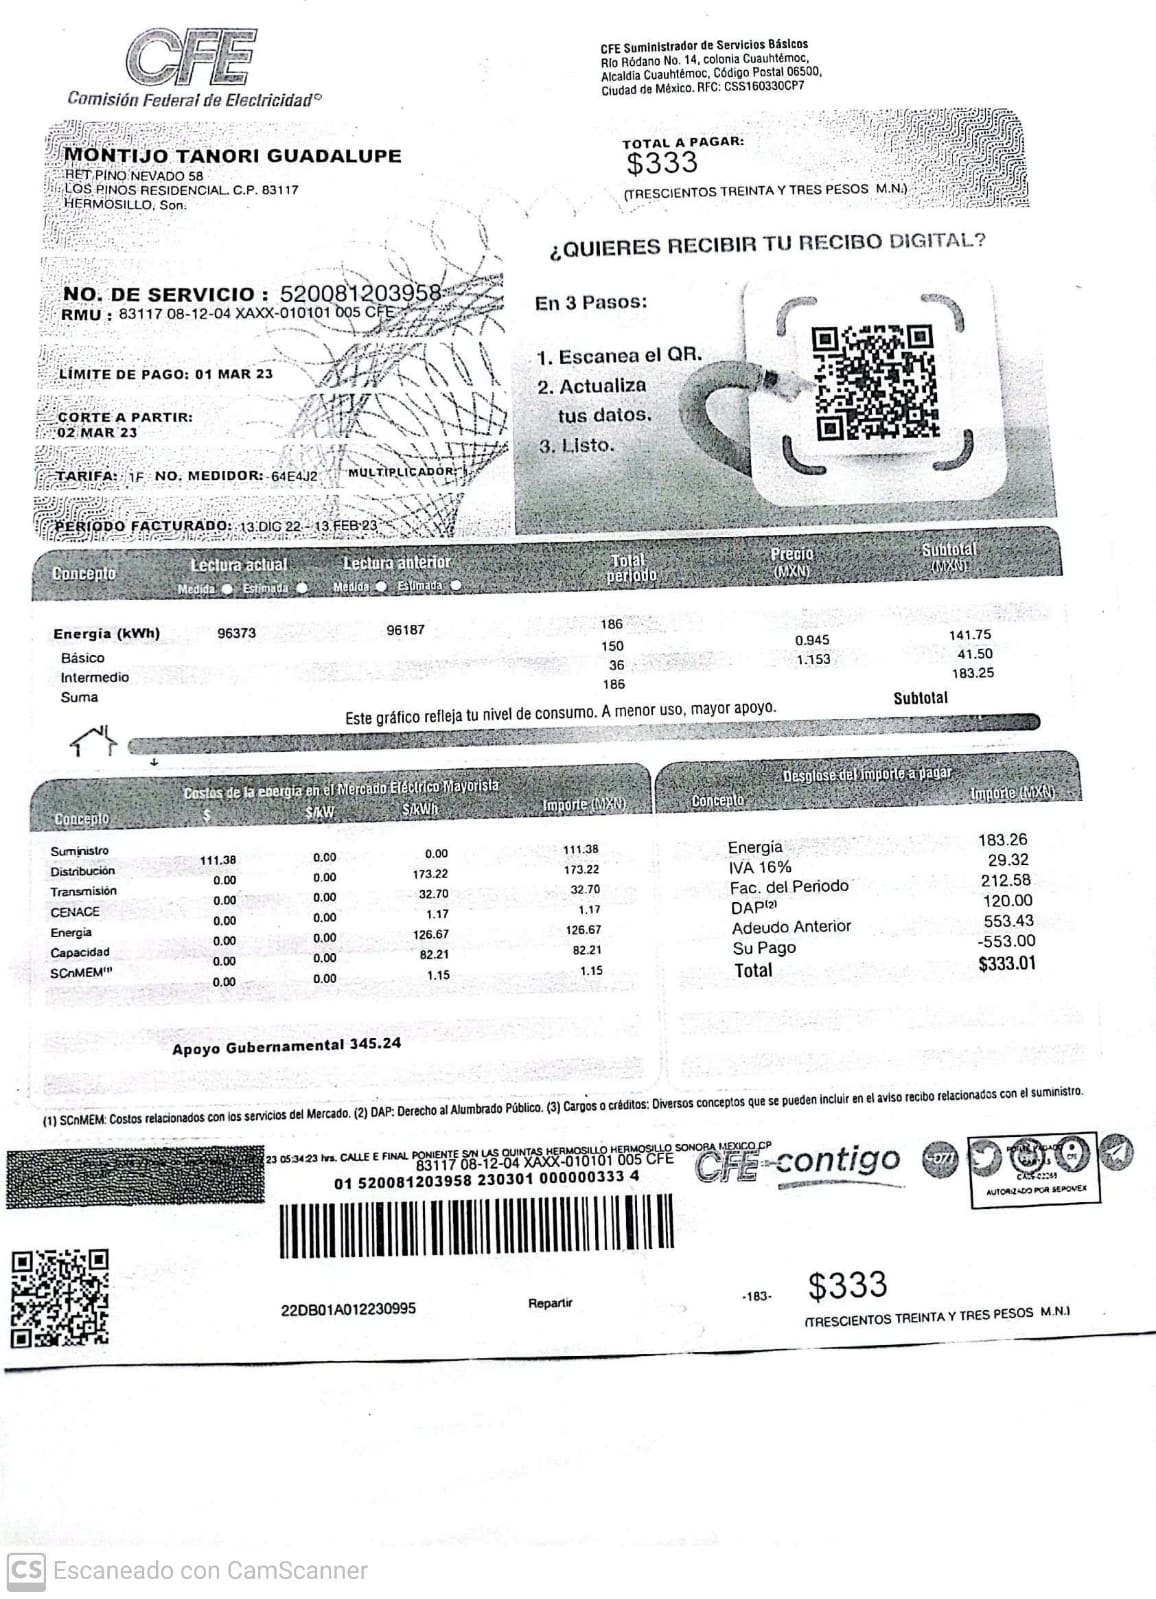 CFE
Comisión Federal de Electricidad©
CFE Suministrador de Servicios Básicos
Río Ródano No. 14, colonia Cuauhtémoc,
Alcaldía Cuauhtémoc, Código Postal 06500,
Ciudad de México. RFC: CSS160330CP7
MONTIJO TANORI GUADALUPE
RET PINO NEVADO 58
LOS PINOS RESIDENCIAL. C.P. 83117
HERMOSILLO, Son.
TOTAL A PAGAR:
$333
(TRESCIENTOS TREINTA Y TRES PESOS M.N.)
¿QUIERES RECIBIR TU RECIBO DIGITAL?
NO. DE SERVICIO : 520081203958
RMU : 83117 08-12-04 XAXX-010101 005 CFE
En 3 Pasos:
1. Escanea el QR.
2. Actualiza
tus datos.
3. Listo.
LÍMITE DE PAGO: 01 MAR 23
CORTE A PARTIR:
02 MAR 23
TARIFA: 1F NO. MEDIDOR: 64E4J2 MULTIPLICADOR: 1
PERIODO FACTURADO: 13 DIC 22 - 13 FEB 23
Concepto Lectura actual Lectura anterior Total periodo Precio (MXN) Subtotal (MXN)
Medida Estimada Medida Estimada
Energía (kWh) 96373 96187 186
Básico 150 0.945 141.75
Intermedio 36 1.153 41.50
Suma 186 183.25
Este gráfico refleja tu nivel de consumo. A menor uso, mayor apoyo. Subtotal
Costos de la energía en el Mercado Eléctrico Mayorista
Concepto $ $/kW $/kWh Importe (MXN)
Suministro 111.38 0.00 0.00 111.38
Distribución 0.00 0.00 173.22 173.22
Transmisión 0.00 0.00 32.70 32.70
CENACE 0.00 0.00 1.17 1.17
Energía 0.00 0.00 126.67 126.67
Capacidad 0.00 0.00 82.21 82.21
SCnMEM(1) 0.00 0.00 1.15 1.15
Apoyo Gubernamental 345.24
Desglose del importe a pagar
Concepto Importe (MXN)
Energía 183.26
IVA 16% 29.32
Fac. del Periodo 212.58
DAP(2) 120.00
Adeudo Anterior 553.43
Su Pago -553.00
Total $333.01
(1) SCnMEM: Costos relacionados con los servicios del Mercado. (2) DAP: Derecho al Alumbrado Público. (3) Cargos o créditos: Diversos conceptos que se pueden incluir en el aviso recibo relacionados con el suministro.
23 05:34:23 hrs. CALLE E FINAL PONIENTE S/N LAS QUINTAS HERMOSILLO HERMOSILLO SONORA MEXICO CP
83117 08-12-04 XAXX-010101 005 CFE
01 520081203958 230301 000000333 4
CFE-contigo
071
AUTORIZADO POR SEPOMEX
22DB01A012230995
Repartir
-183-
$333
(TRESCIENTOS TREINTA Y TRES PESOS M.N.)
CS Escaneado con CamScanner